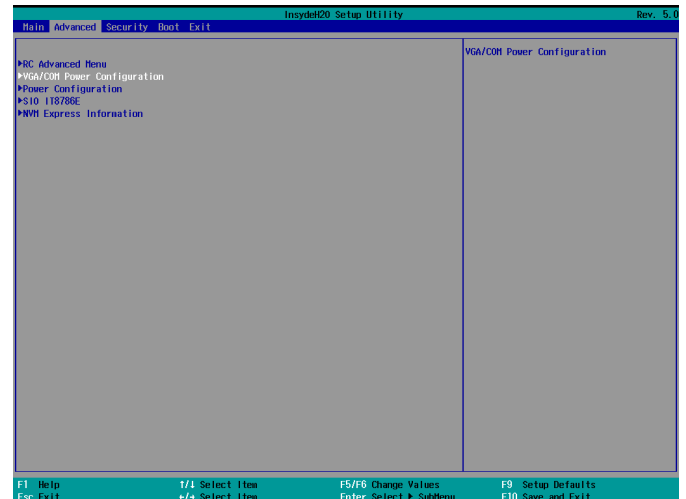 InsydeH20 Setup Utility Rev. 5.0
Main Advanced Security Boot Exit
VGA/COM Power Configuration
▶RC Advanced Menu
▶VGA/COM Power Configuration
▶Power Configuration
▶SIO IT8786E
▶NVM Express Information
F1 Help ↑/↓ Select Item F5/F6 Change Values F9 Setup Defaults
Esc Exit ←/→ Select Item Enter Select ▶ SubMenu F10 Save and Exit